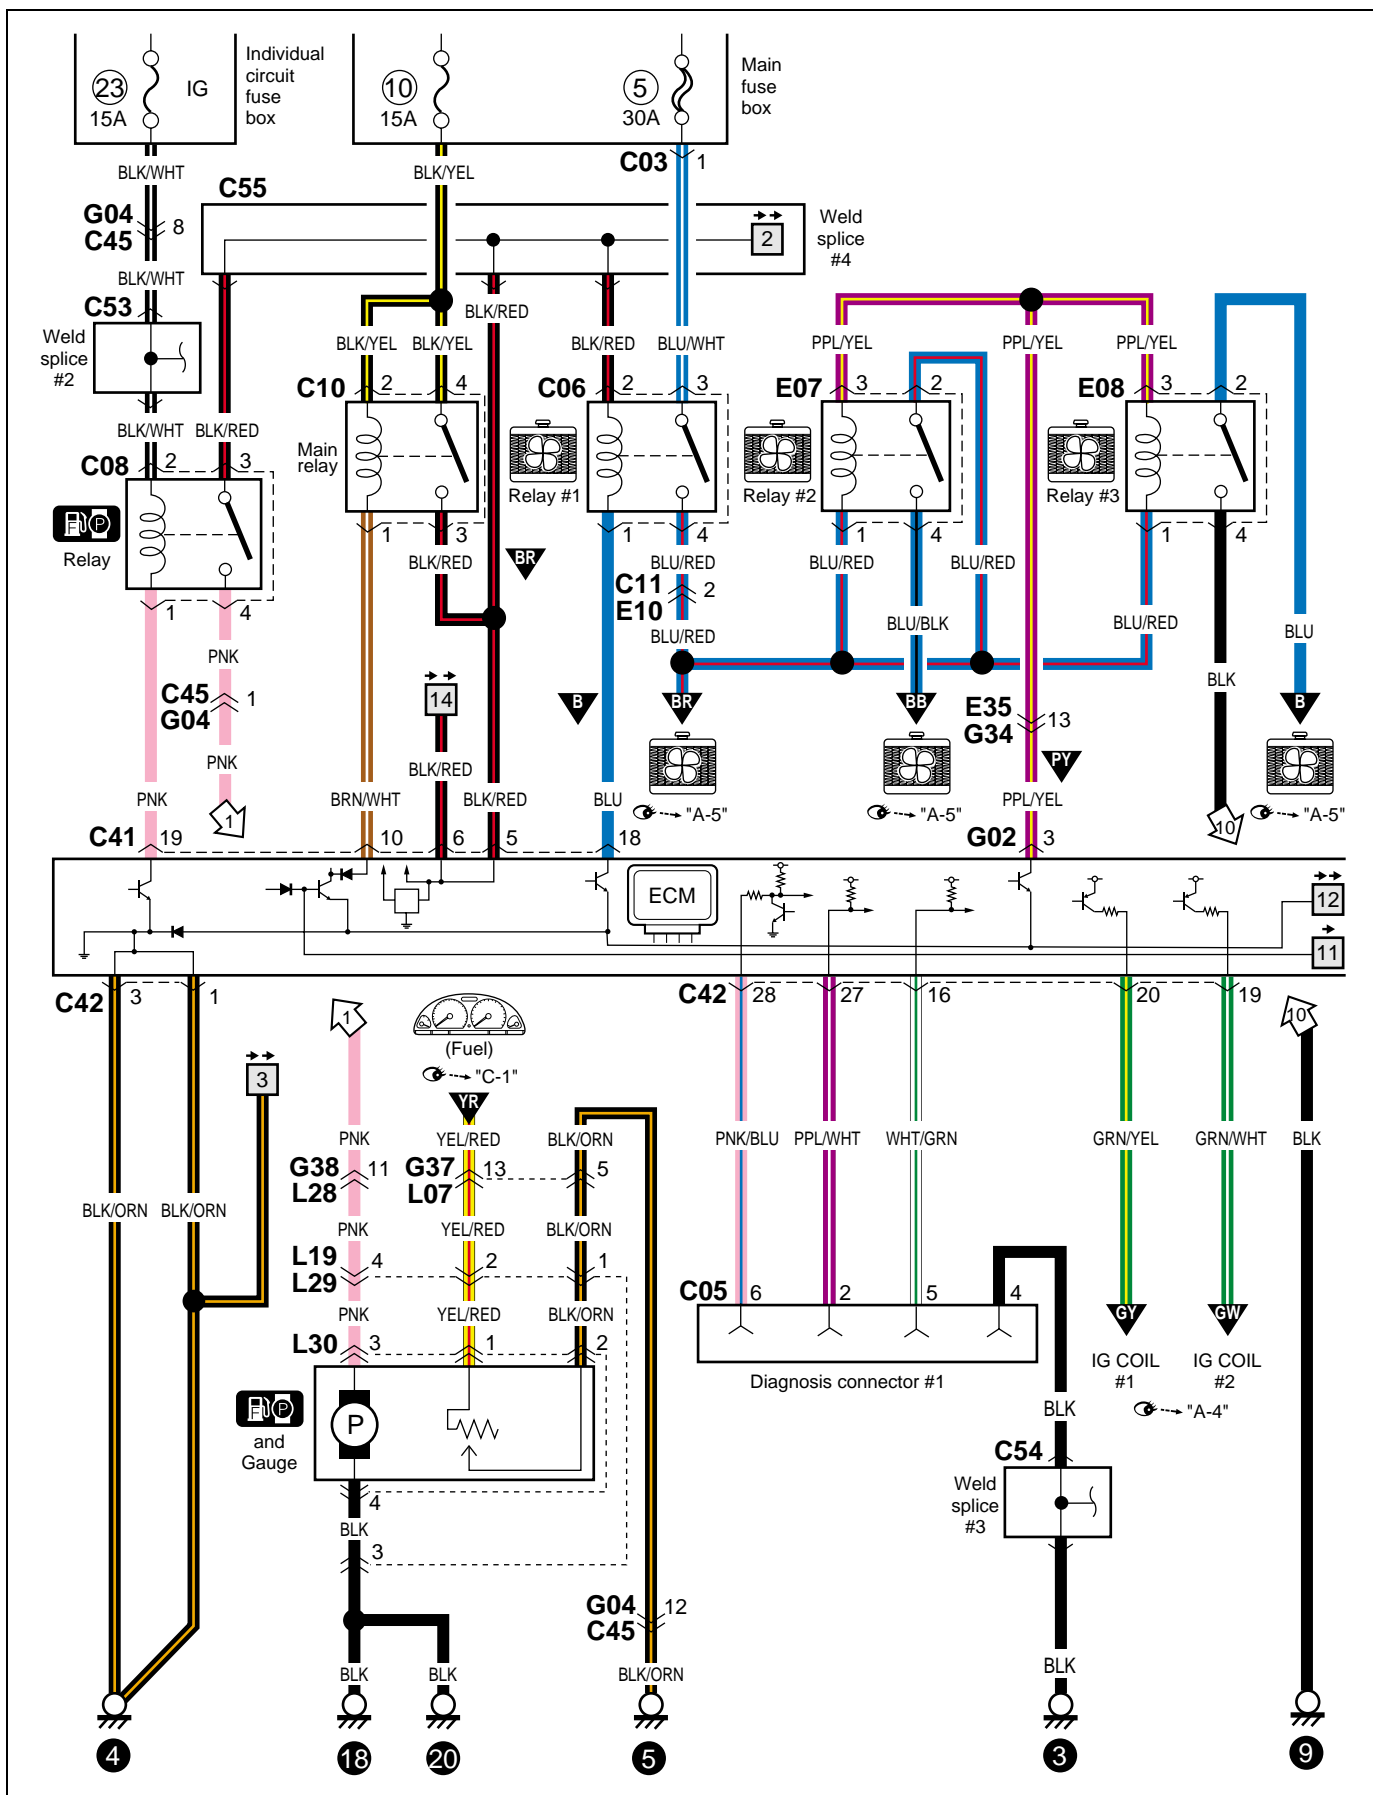 23
15A
IG
Individual
circuit
fuse
box
10
15A
5
30A
Main
fuse
box
BLK/WHT
BLK/YEL
C03
1
C55
G04
C45
8
2
Weld
splice
#4
BLK/WHT
C53
BLK/RED
Weld
splice
#2
BLK/YEL
BLK/YEL
BLK/RED
BLU/WHT
PPL/YEL
PPL/YEL
PPL/YEL
C10
2
4
C06
2
3
E07
3
2
E08
3
2
BLK/WHT
BLK/RED
Main
relay
C08
2
3
Relay #1
Relay #2
Relay #3
F
P
Relay
1
3
1
4
1
4
1
4
BLK/RED
BR
BLU/RED
BLU/RED
BLU/RED
C11
E10
2
1
4
BLU/RED
BLU/BLK
BLU/RED
BLU
PNK
C45
G04
1
14
B
BR
BB
E35
G34
13
BLK
B
PNK
BLK/RED
PY
PNK
BRN/WHT
BLK/RED
BLU
"A-5"
"A-5"
PPL/YEL
"A-5"
1
10
C41
19
10
6
5
18
G02
3
ECM
12
11
C42
3
1
C42
28
27
16
20
19
1
10
(Fuel)
"C-1"
3
YR
PNK
YEL/RED
BLK/ORN
PNK/BLU
PPL/WHT
WHT/GRN
GRN/YEL
GRN/WHT
BLK
G38
L28
11
G37
L07
13
5
BLK/ORN
BLK/ORN
PNK
YEL/RED
BLK/ORN
L19
L29
4
2
1
C05
6
2
5
4
PNK
YEL/RED
BLK/ORN
GY
GW
L30
3
1
2
IG COIL
#1
IG COIL
#2
Diagnosis connector #1
"A-4"
F
P
and
Gauge
P
BLK
C54
4
Weld
splice
#3
BLK
3
G04
C45
12
BLK
BLK
BLK/ORN
BLK
4
18
20
5
3
9